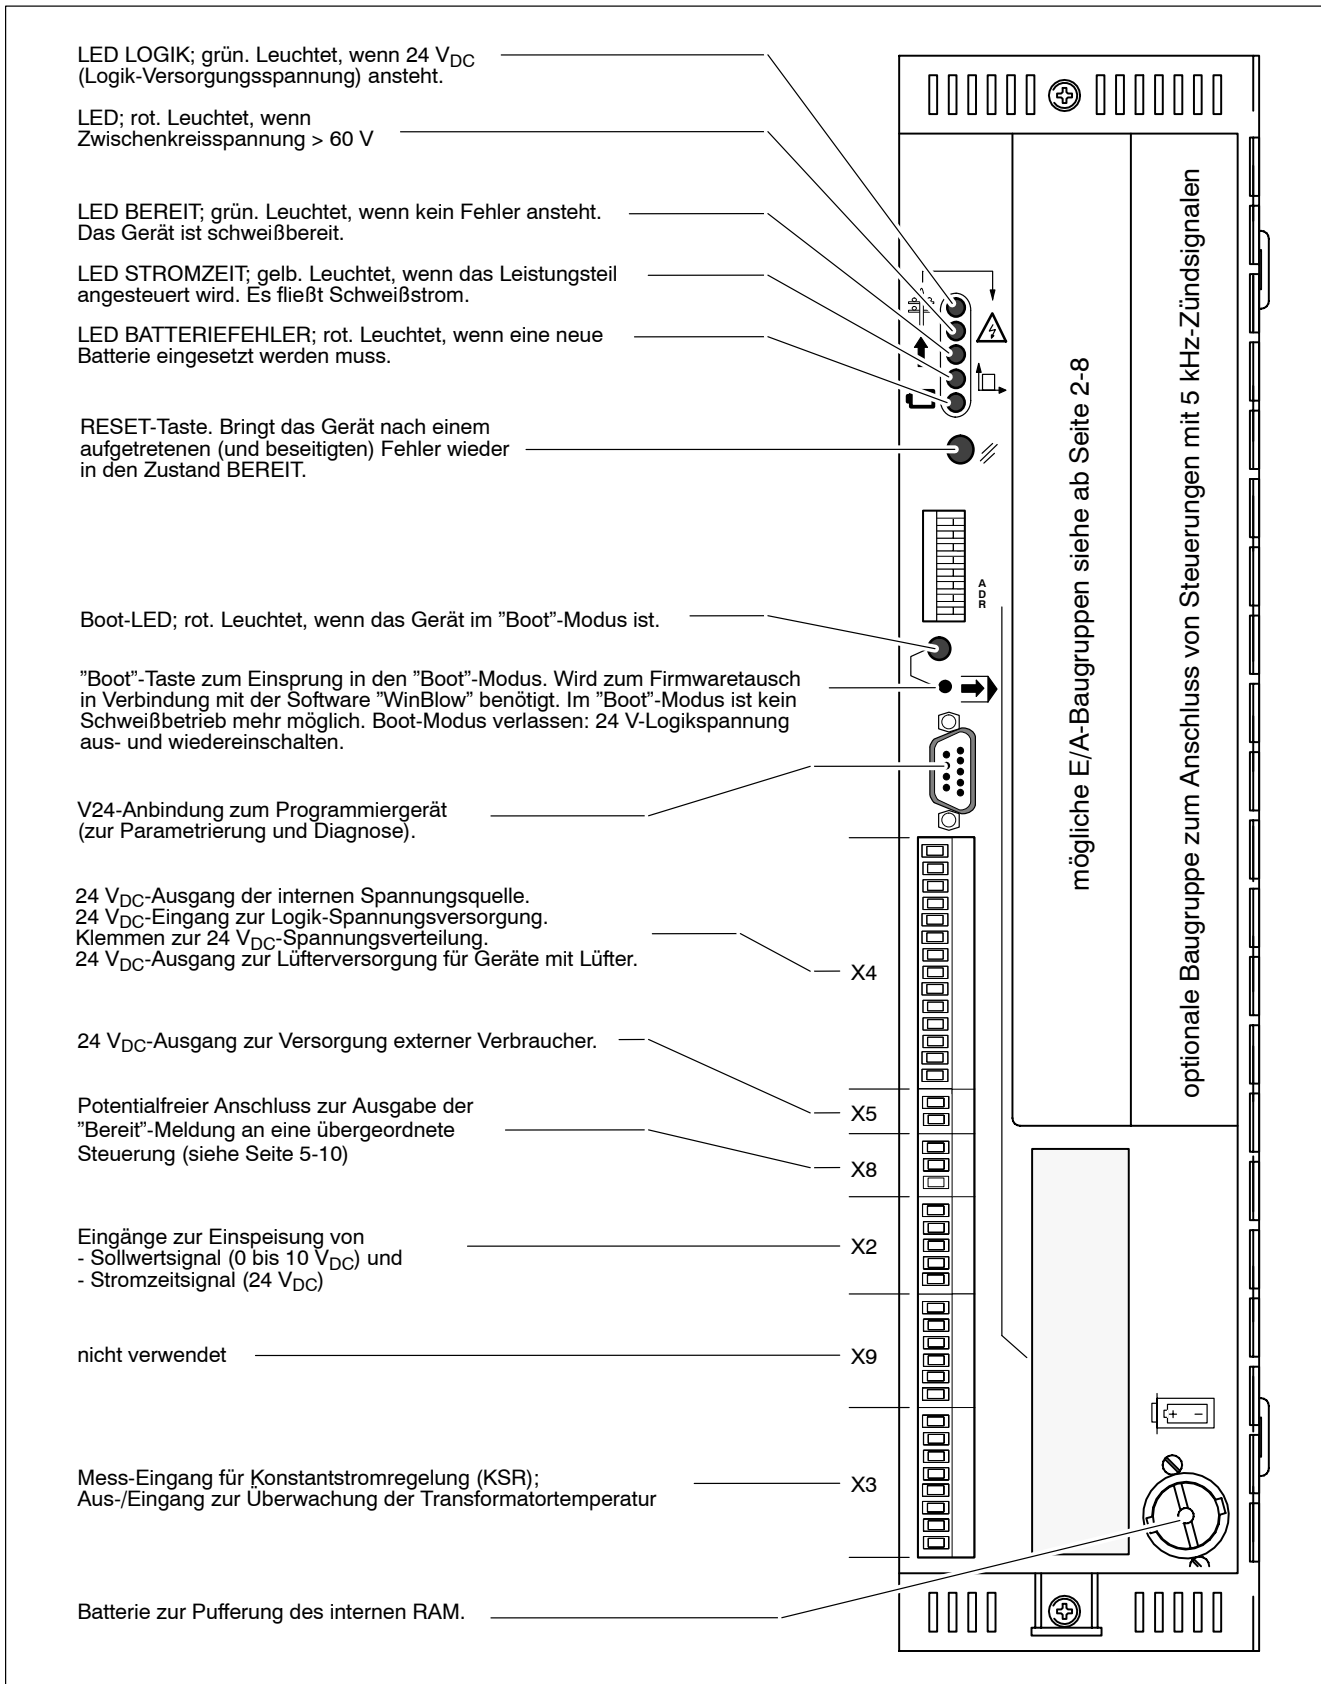 LED LOGIK; grün. Leuchtet, wenn 24 VDC
(Logik-Versorgungsspannung) ansteht.
LED; rot. Leuchtet, wenn
Zwischenkreisspannung > 60 V
LED BEREIT; grün. Leuchtet, wenn kein Fehler ansteht.
Das Gerät ist schweißbereit.
LED STROMZEIT; gelb. Leuchtet, wenn das Leistungsteil
angesteuert wird. Es fließt Schweißstrom.
LED BATTERIEFEHLER; rot. Leuchtet, wenn eine neue
Batterie eingesetzt werden muss.
RESET-Taste. Bringt das Gerät nach einem
aufgetretenen (und beseitigten) Fehler wieder
in den Zustand BEREIT.
Boot-LED; rot. Leuchtet, wenn das Gerät im ”Boot”-Modus ist.
”Boot”-Taste zum Einsprung in den ”Boot”-Modus. Wird zum Firmwaretausch
in Verbindung mit der Software ”WinBlow” benötigt. Im ”Boot”-Modus ist kein
Schweißbetrieb mehr möglich. Boot-Modus verlassen: 24 V-Logikspannung
aus- und wiedereinschalten.
V24-Anbindung zum Programmiergerät
(zur Parametrierung und Diagnose).
24 VDC-Ausgang der internen Spannungsquelle.
24 VDC-Eingang zur Logik-Spannungsversorgung.
Klemmen zur 24 VDC-Spannungsverteilung.
24 VDC-Ausgang zur Lüfterversorgung für Geräte mit Lüfter.
X4
24 VDC-Ausgang zur Versorgung externer Verbraucher.
X5
Potentialfreier Anschluss zur Ausgabe der
”Bereit”-Meldung an eine übergeordnete
Steuerung (siehe Seite 5-10)
X8
Eingänge zur Einspeisung von
- Sollwertsignal (0 bis 10 VDC) und
- Stromzeitsignal (24 VDC)
X2
nicht verwendet
X9
Mess-Eingang für Konstantstromregelung (KSR);
Aus-/Eingang zur Überwachung der Transformatortemperatur
X3
Batterie zur Pufferung des internen RAM.
A
D
R
mögliche E/A-Baugruppen siehe ab Seite 2-8
optionale Baugruppe zum Anschluss von Steuerungen mit 5 kHz-Zündsignalen
+ −